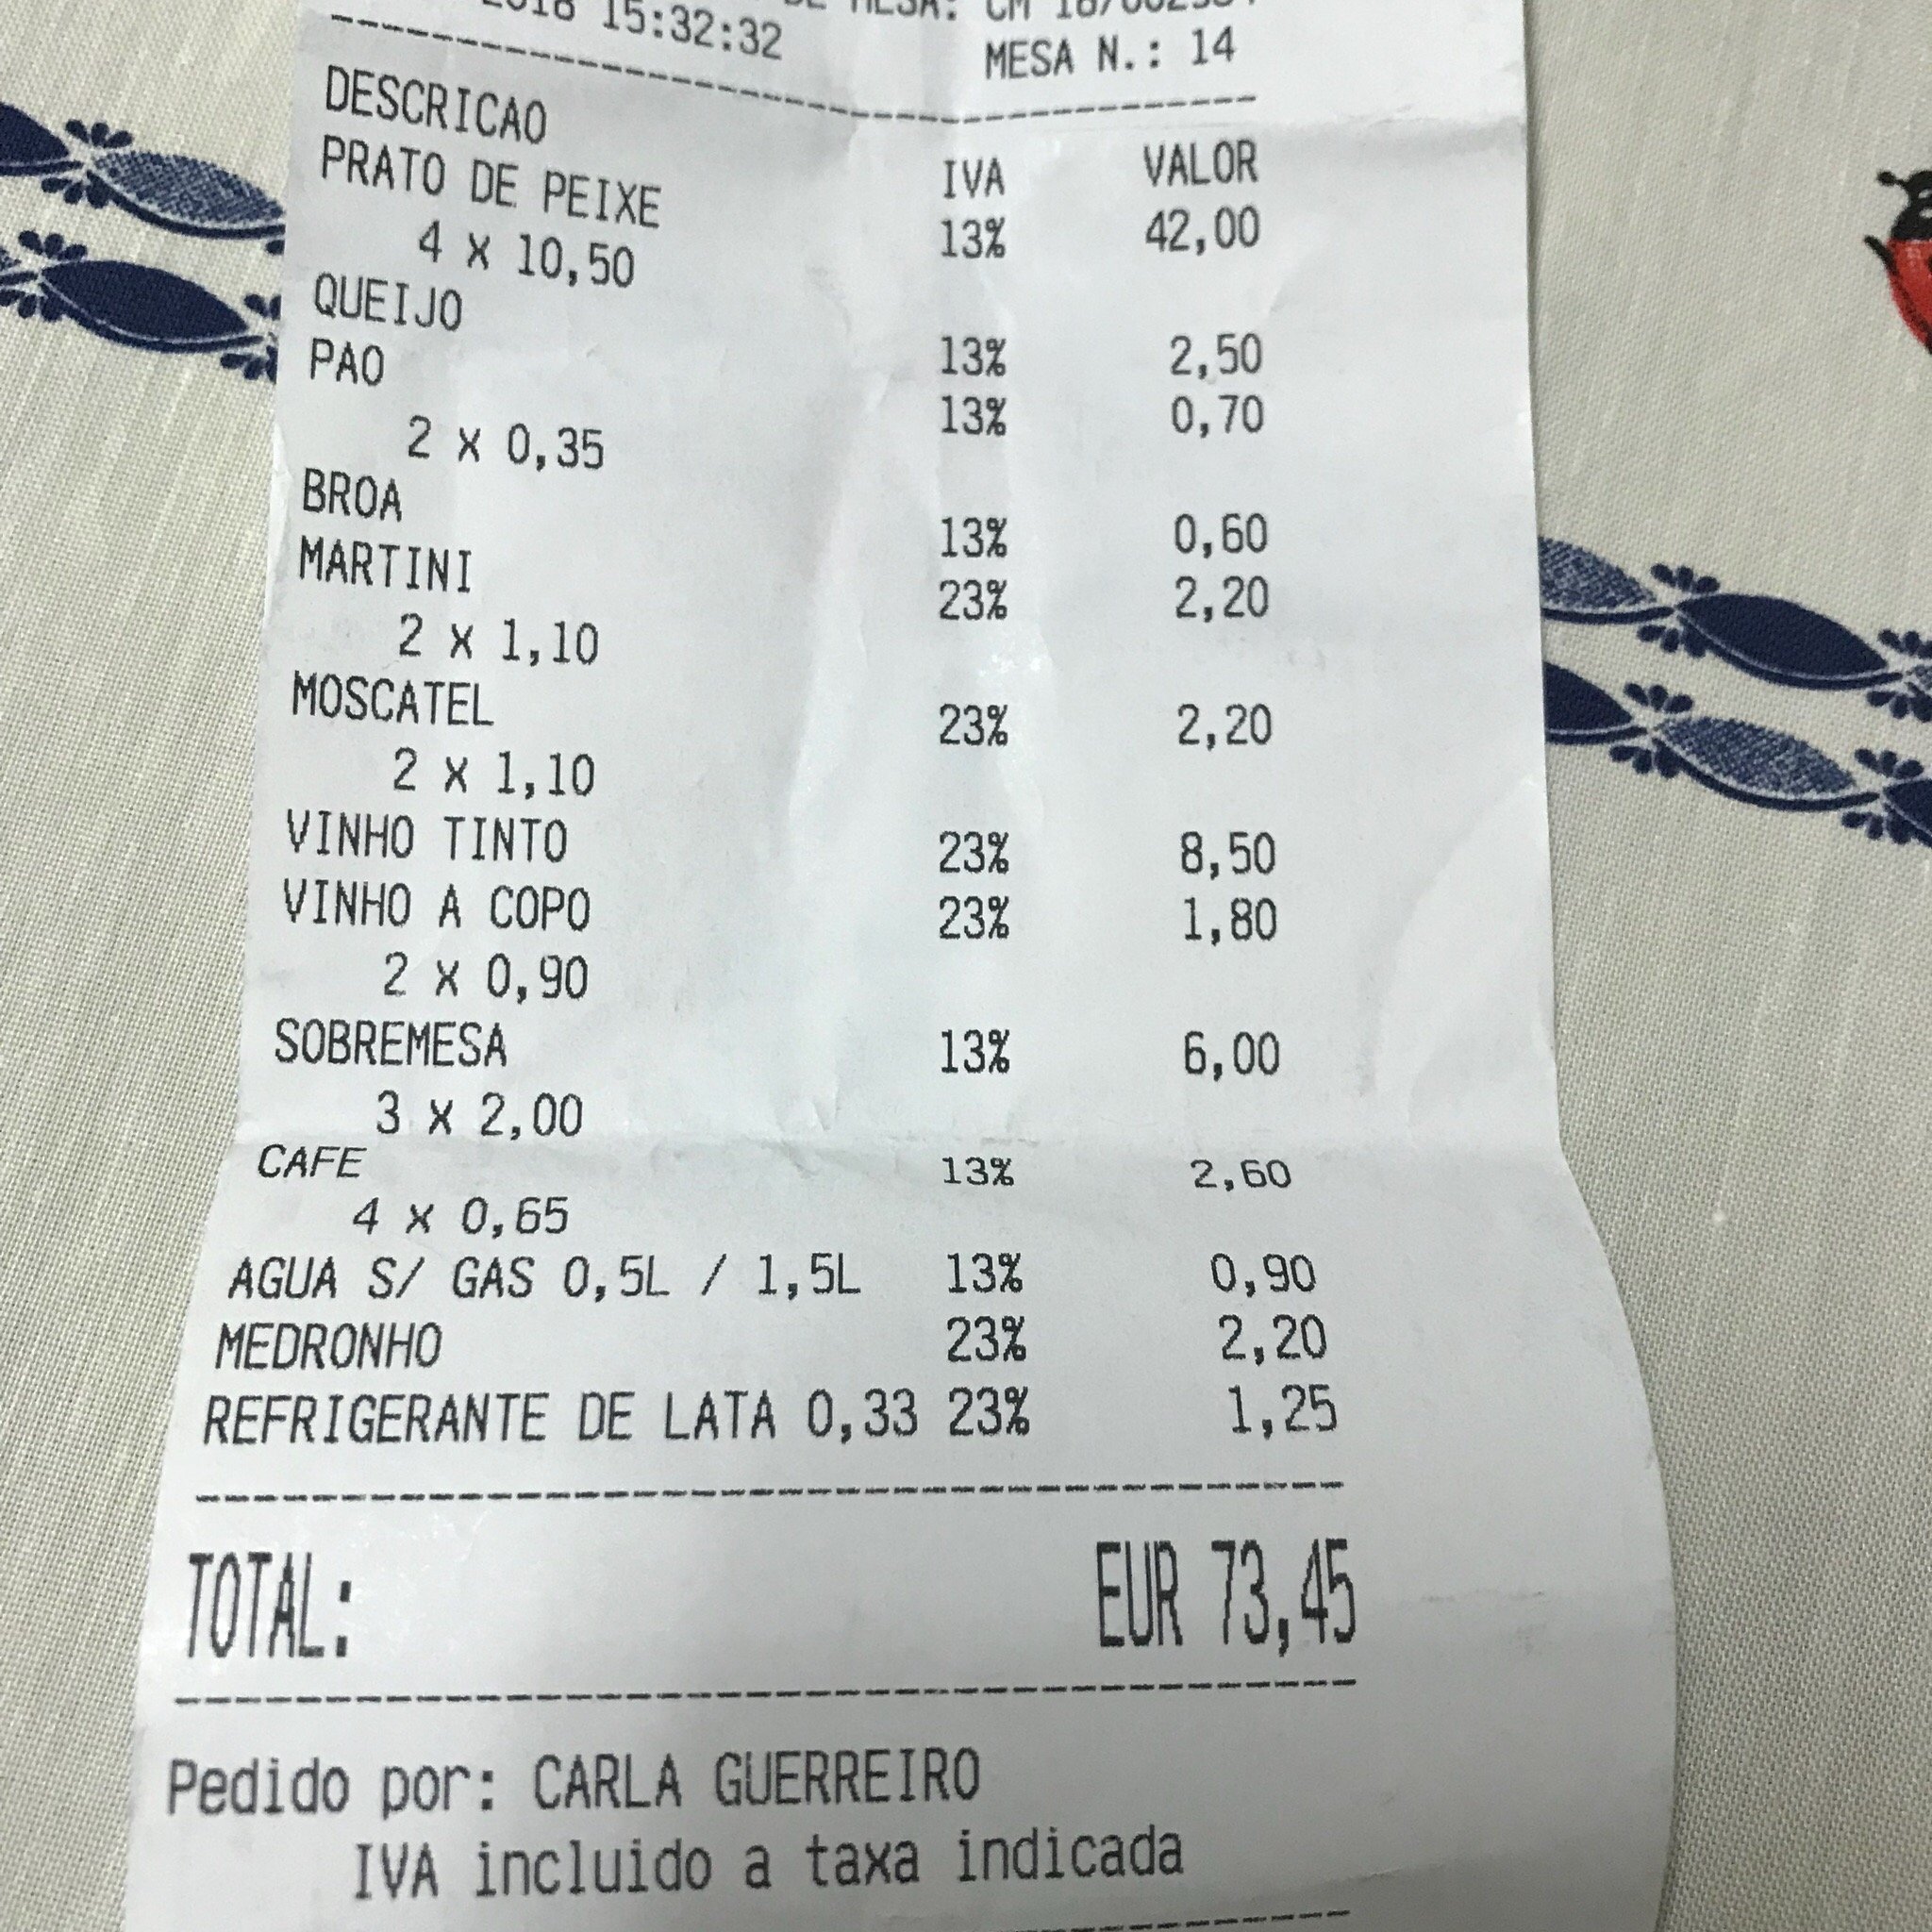 15:32:32
MESA N.: 14
DESCRICAO IVA VALOR
PRATO DE PEIXE 13% 42,00
4 x 10,50
QUEIJO 13% 2,50
PAO 13% 0,70
2 x 0,35
BROA 13% 0,60
MARTINI 23% 2,20
2 x 1,10
MOSCATEL 23% 2,20
2 x 1,10
VINHO TINTO 23% 8,50
VINHO A COPO 23% 1,80
2 x 0,90
SOBREMESA 13% 6,00
3 x 2,00
CAFE 13% 2,60
4 x 0,65
AGUA S/ GAS 0,5L / 1,5L 13% 0,90
MEDRONHO 23% 2,20
REFRIGERANTE DE LATA 0,33 23% 1,25
TOTAL: EUR 73,45
Pedido por: CARLA GUERREIRO
IVA incluido a taxa indicada